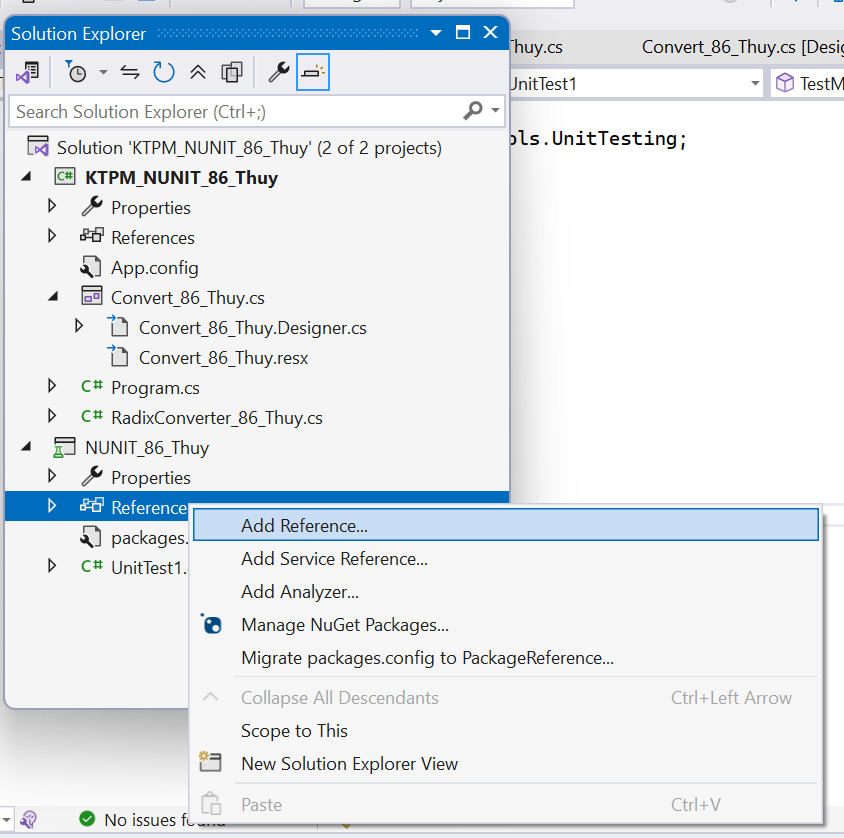 Solution Explorer
Thuy.cs
Convert_86_Thuy.cs [Desig
Search Solution Explorer (Ctrl+;)
UnitTest1
TestM
ols.UnitTesting;
Solution 'KTPM_NUNIT_86_Thuy' (2 of 2 projects)
KTPM_NUNIT_86_Thuy
Properties
References
App.config
Convert_86_Thuy.cs
Convert_86_Thuy.Designer.cs
Convert_86_Thuy.resx
C# Program.cs
C# RadixConverter_86_Thuy.cs
NUNIT_86_Thuy
Properties
Reference
packages.
C# UnitTest1.
Add Reference...
Add Service Reference...
Add Analyzer...
Manage NuGet Packages...
Migrate packages.config to PackageReference...
Collapse All Descendants Ctrl+Left Arrow
Scope to This
New Solution Explorer View
Paste Ctrl+V
No issues found